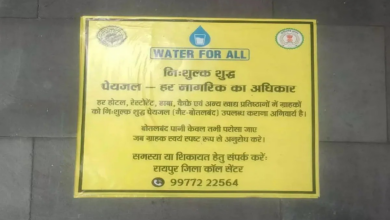 WATER FOR ALL
निःशुल्क शुद्ध
पेयजल – हर नागरिक का अधिकार
हर होटल, रेस्टोरेंट, ढाबा, कैफे एवं अन्य खाद्य प्रतिष्ठानों में ग्राहकों
को निःशुल्क शुद्ध पेयजल (गैर-बोतलबंद) उपलब्ध कराना अनिवार्य है।
बोतलबंद पानी केवल तभी परोसा जाए
जब ग्राहक स्वयं स्पष्ट रूप से अनुरोध करे।
समस्या या शिकायत हेतु संपर्क करें:
रायपुर जिला कॉल सेंटर
99772 22564